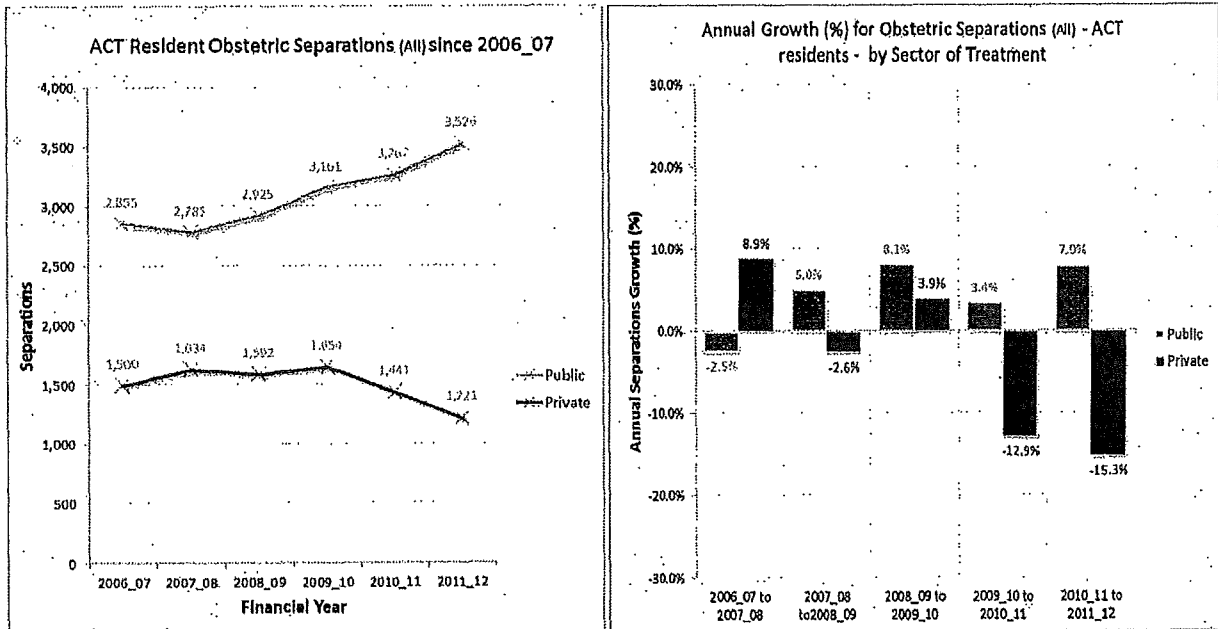 ACT Resident Obstetric Separations (All) since 2006_07
4,000
3,500
3,000
2,500
2,000
1,500
1,000
500
0
Separations
2,855
2,785
2,925
3,161
3,267
3,526
1,500
1,634
1,592
1,654
1,441
1,221
Public
Private
2006_07 2007_08 2008_09 2009_10 2010_11 2011_12
Financial Year
Annual Growth (%) for Obstetric Separations (All) - ACT
residents - by Sector of Treatment
30.0%
20.0%
10.0%
0.0%
-10.0%
-20.0%
-30.0%
Annual Separations Growth (%)
-2.5%
8.9%
5.0%
-2.6%
8.1%
3.9%
3.4%
-12.9%
7.9%
-15.3%
Public
Private
2006_07 to
2007_08
2007_08
to2008_09
2008_09 to
2009_10
2009_10 to
2010_11
2010_11 to
2011_12